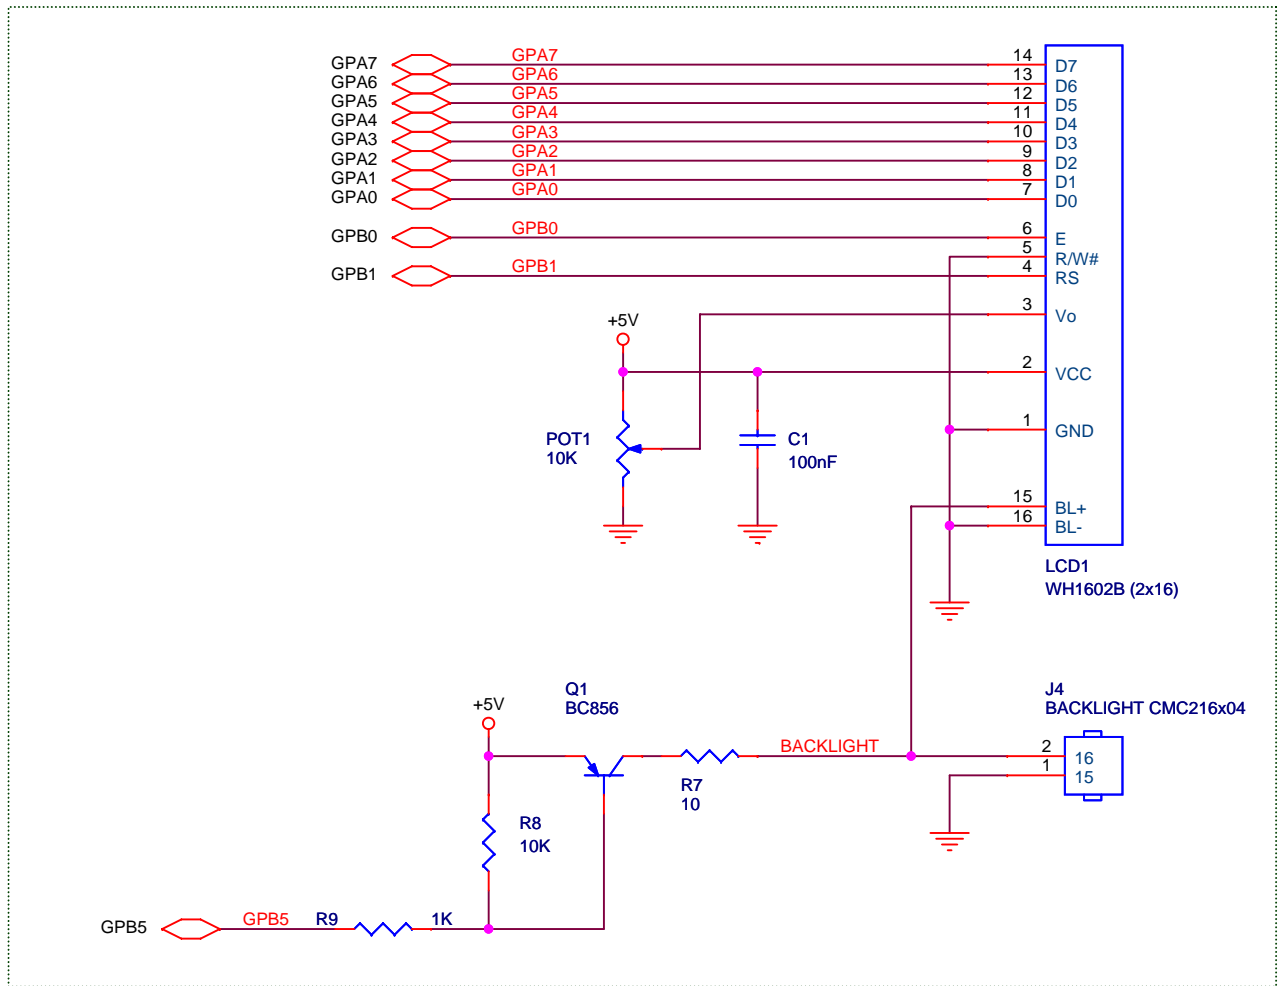 GPA7 GPA7 14 D7
GPA6 GPA6 13 D6
GPA5 GPA5 12 D5
GPA4 GPA4 11 D4
GPA3 GPA3 10 D3
GPA2 GPA2 9 D2
GPA1 GPA1 8 D1
GPA0 GPA0 7 D0
GPB0 GPB0 6 E
5 R/W#
GPB1 GPB1 4 RS
3 Vo
+5V
2 VCC
1 GND
POT1
10K
C1
100nF
15 BL+
16 BL-
LCD1
WH1602B (2x16)
Q1
BC856
J4
BACKLIGHT CMC216x04
+5V
BACKLIGHT
2 16
1 15
R7
10
R8
10K
GPB5 GPB5 R9 1K